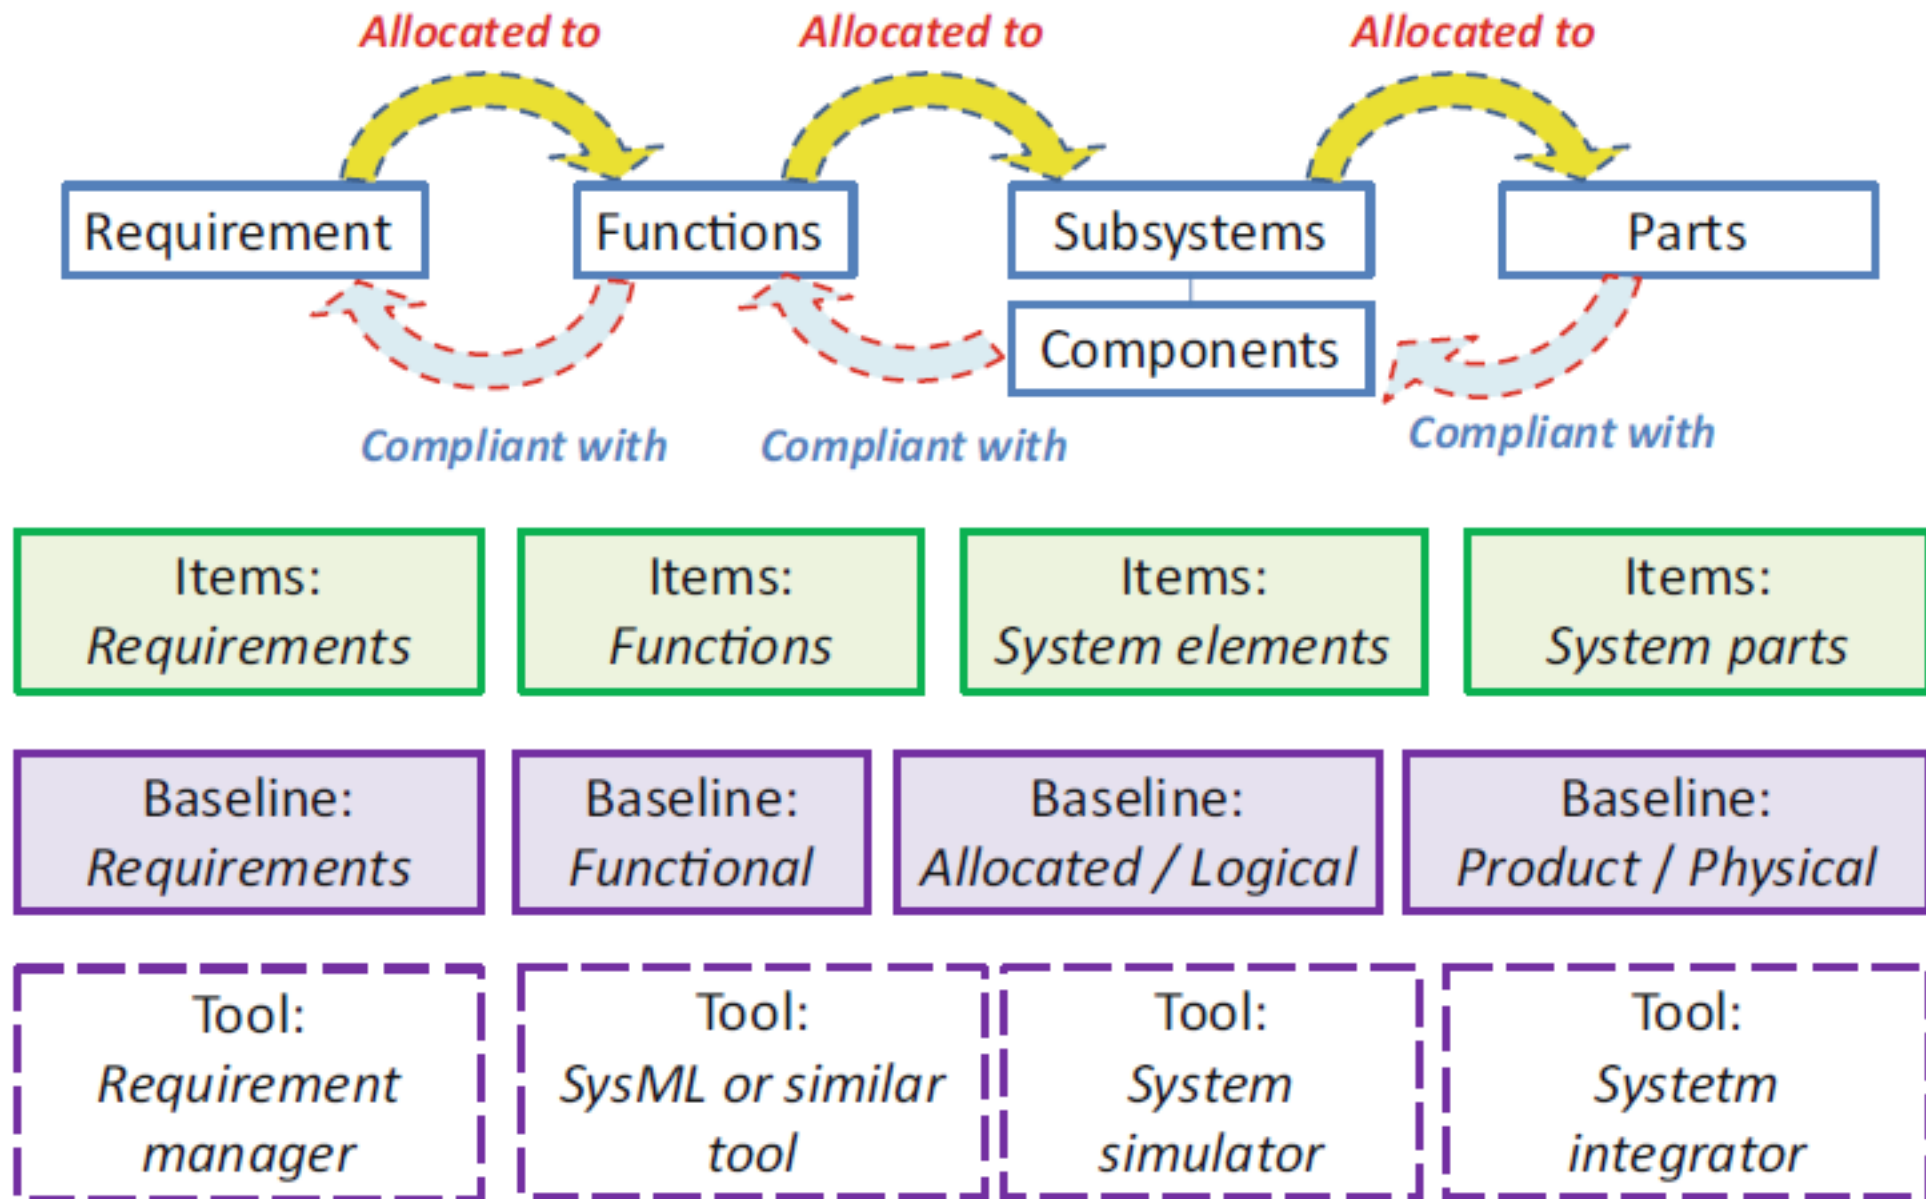 Allocated to
Allocated to
Allocated to
Requirement
Functions
Subsystems
Parts
Components
Compliant with
Compliant with
Compliant with
Items:
Requirements
Items:
Functions
Items:
System elements
Items:
System parts
Baseline:
Requirements
Baseline:
Functional
Baseline:
Allocated / Logical
Baseline:
Product / Physical
Tool:
Requirement
manager
Tool:
SysML or similar
tool
Tool:
System
simulator
Tool:
Systetm
integrator